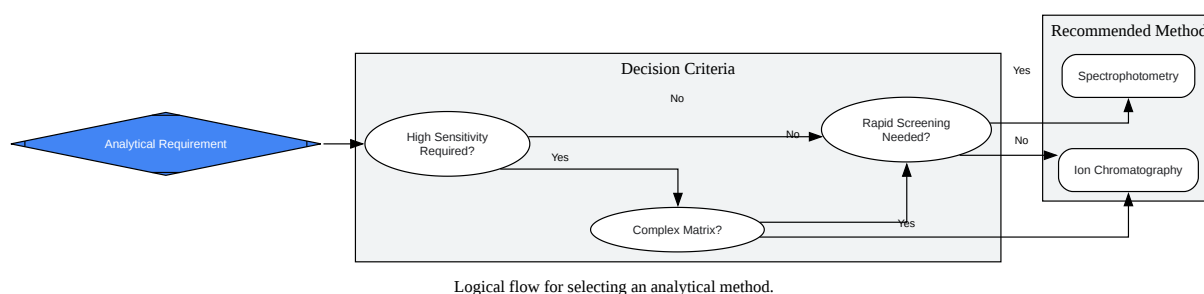 Recommended Method
Decision Criteria
Yes
Spectrophotometry
No
Rapid Screening
Needed?
High Sensitivity
Required?
No
Analytical Requirement
No
Yes
Ion Chromatography
Complex Matrix?
Yes
Logical flow for selecting an analytical method.